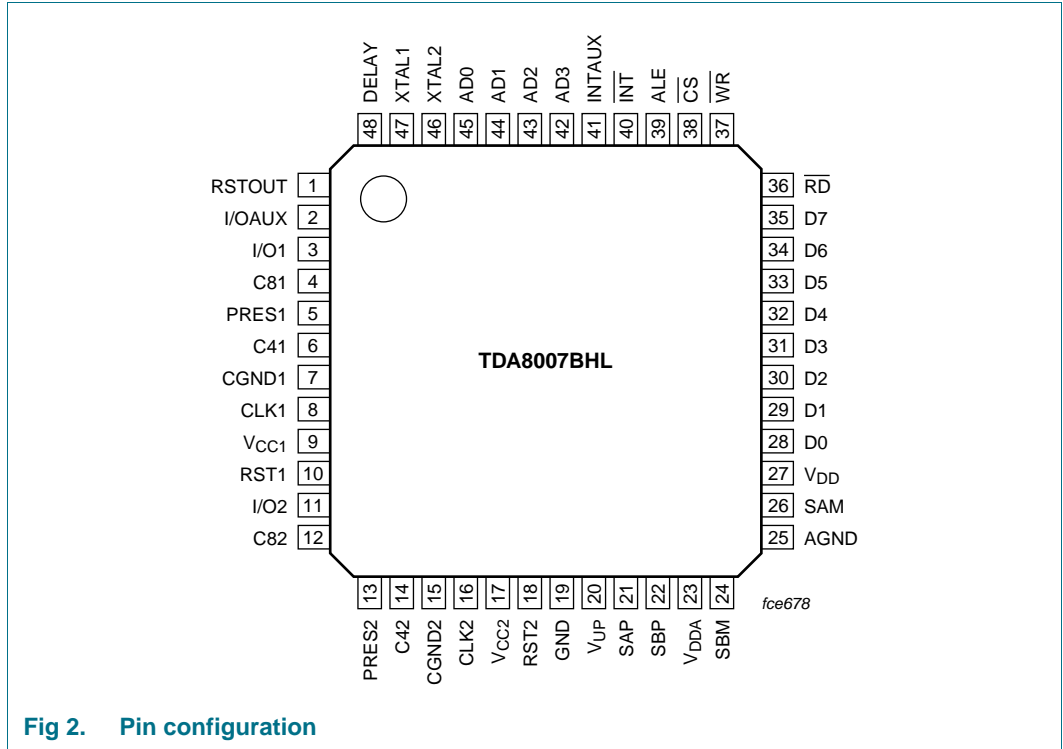 DELAY
XTAL1
XTAL2
AD0
AD1
AD2
AD3
INTAUX
INT
ALE
CS
WR
48
47
46
45
44
43
42
41
40
39
38
37
RSTOUT 1
I/OAUX 2
I/O1 3
C81 4
PRES1 5
C41 6
CGND1 7
CLK1 8
VCC1 9
RST1 10
I/O2 11
C82 12
TDA8007BHL
36 RD
35 D7
34 D6
33 D5
32 D4
31 D3
30 D2
29 D1
28 D0
27 VDD
26 SAM
25 AGND
13
14
15
16
17
18
19
20
21
22
23
24
PRES2
C42
CGND2
CLK2
VCC2
RST2
GND
VUP
SAP
SBP
VDDA
SBM
fce678
Fig 2. Pin configuration